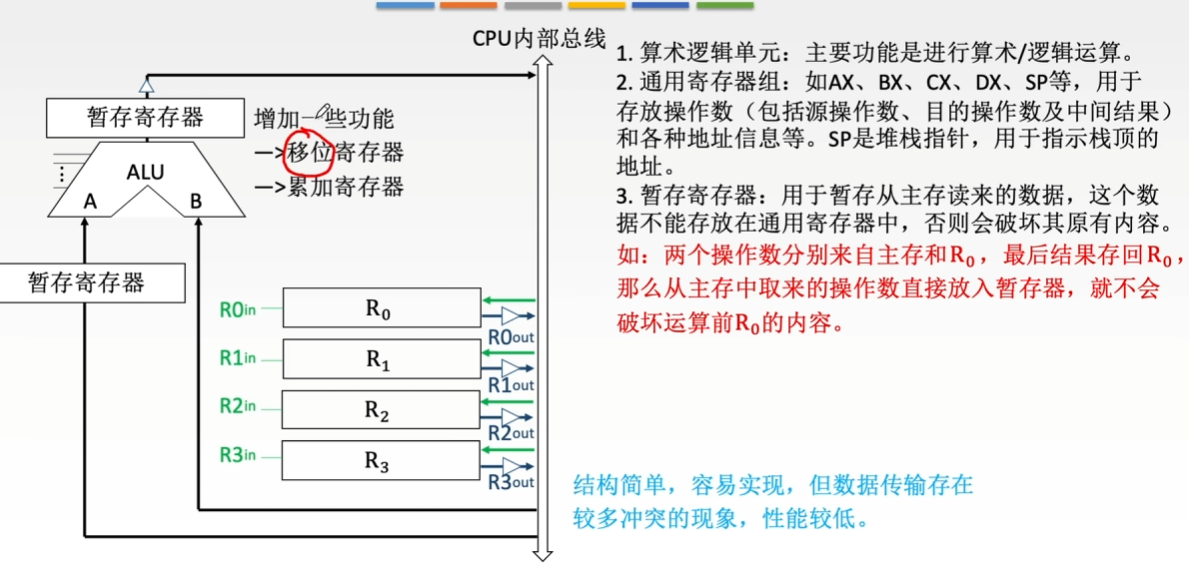 CPU内部总线
暂存寄存器
增加一些功能
—>移位寄存器
—>累加寄存器
ALU
A
B
暂存寄存器
R0in
R₀
R0out
R1in
R₁
R1out
R2in
R₂
R2out
R3in
R₃
R3out
1. 算术逻辑单元：主要功能是进行算术/逻辑运算。
2. 通用寄存器组：如AX、BX、CX、DX、SP等，用于
存放操作数（包括源操作数、目的操作数及中间结果）
和各种地址信息等。SP是堆栈指针，用于指示栈顶的
地址。
3. 暂存寄存器：用于暂存从主存读来的数据，这个数
据不能存放在通用寄存器中，否则会破坏其原有内容。
如：两个操作数分别来自主存和R₀，最后结果存回R₀，
那么从主存中取来的操作数直接放入暂存器，就不会
破坏运算前R₀的内容。
结构简单，容易实现，但数据传输存在
较多冲突的现象，性能较低。